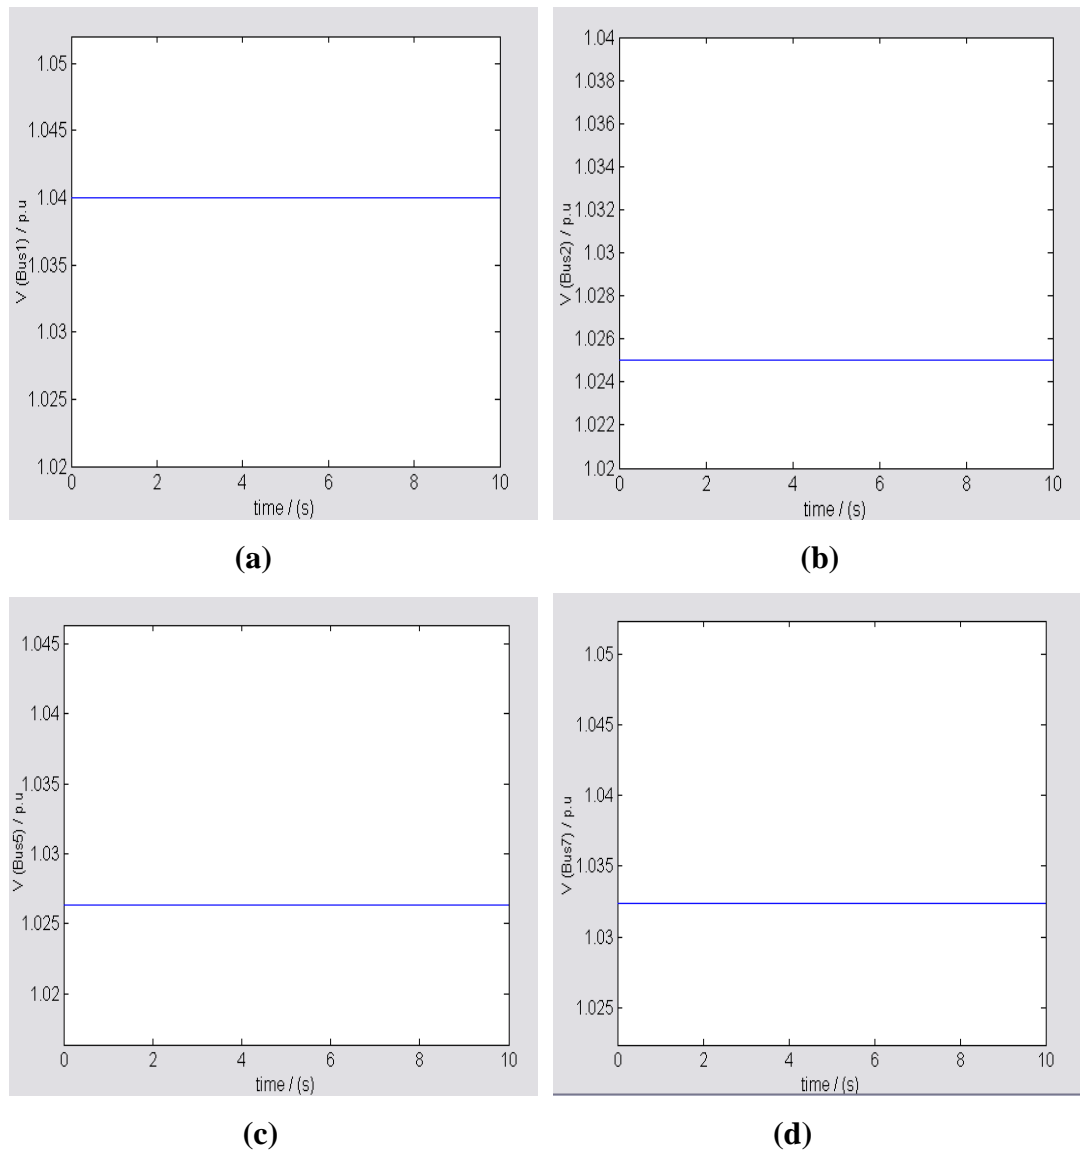 1.05
1.045
1.04
1.035
1.03
1.025
1.02
V (Bus1) / p.u
0 2 4 6 8 10
time / (s)
(a)
1.04
1.038
1.036
1.034
1.032
1.03
1.028
1.026
1.024
1.022
1.02
V (Bus2) / p.u
0 2 4 6 8 10
time / (s)
(b)
1.045
1.04
1.035
1.03
1.025
1.02
V (Bus5) / p.u
0 2 4 6 8 10
time / (s)
(c)
1.05
1.045
1.04
1.035
1.03
1.025
V (Bus7) / p.u
0 2 4 6 8 10
time / (s)
(d)